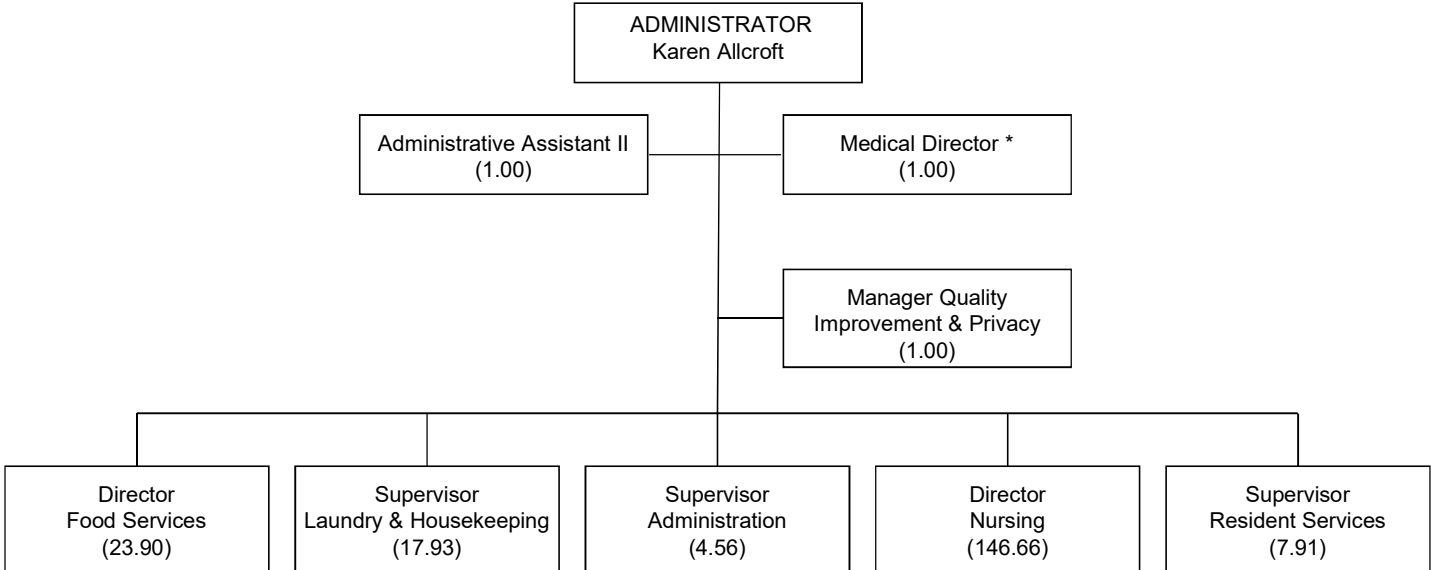 ADMINISTRATOR
Karen Allcroft
Administrative Assistant II
(1.00)
Medical Director *
(1.00)
Manager Quality
Improvement & Privacy
(1.00)
Director
Food Services
(23.90)
Supervisor
Laundry & Housekeeping
(17.93)
Supervisor
Administration
(4.56)
Director
Nursing
(146.66)
Supervisor
Resident Services
(7.91)